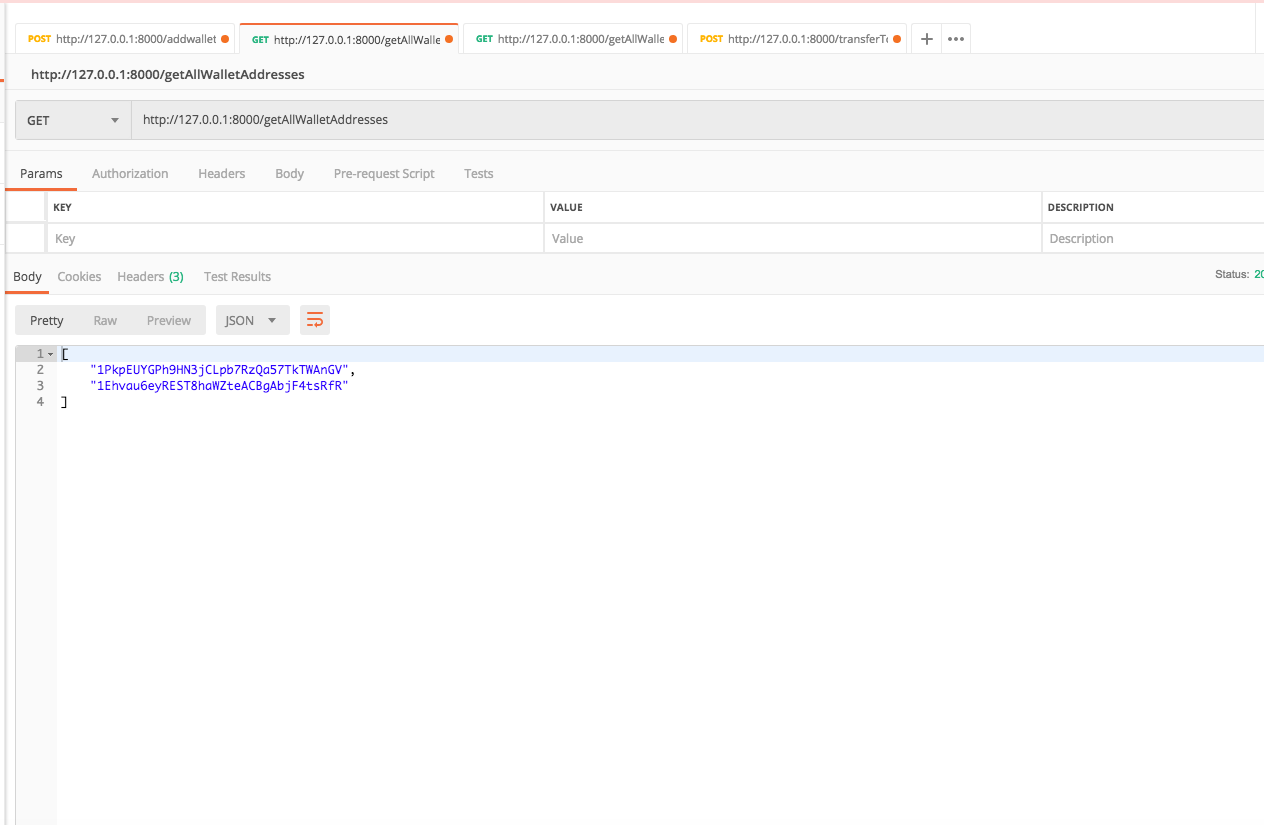 POST http://127.0.0.1:8000/addwallet
GET http://127.0.0.1:8000/getAllWalle
GET http://127.0.0.1:8000/getAllWalle
POST http://127.0.0.1:8000/transferTo
http://127.0.0.1:8000/getAllWalletAddresses
GET http://127.0.0.1:8000/getAllWalletAddresses
Params Authorization Headers Body Pre-request Script Tests
KEY VALUE DESCRIPTION
Key Value Description
Body Cookies Headers (3) Test Results Status: 20
Pretty Raw Preview JSON
1 [
2 "1PkpEUYGPh9HN3jCLpb7RzQa57TkTWAnGV",
3 "1Ehvau6eyREST8haWZteACBgAbjF4tsRfR"
4 ]